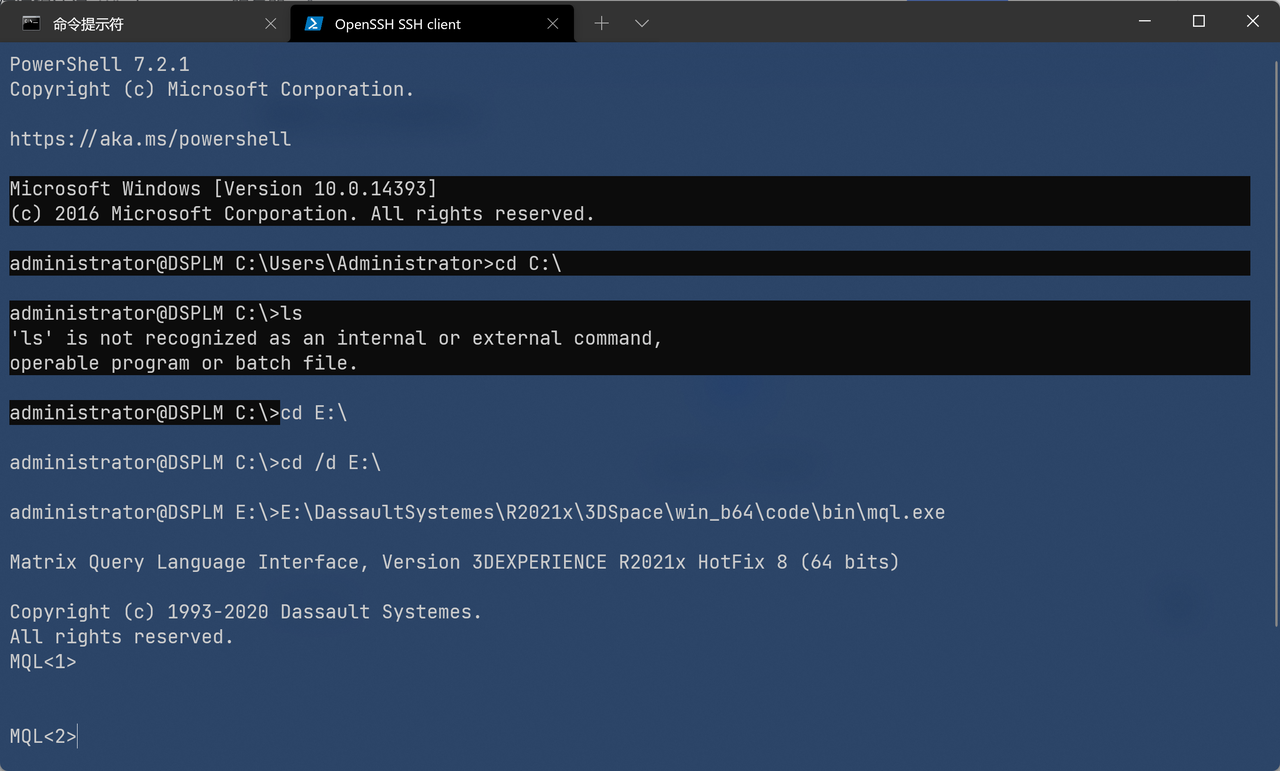 命令提示符
OpenSSH SSH client
PowerShell 7.2.1
Copyright (c) Microsoft Corporation.
https://aka.ms/powershell
Microsoft Windows [Version 10.0.14393]
(c) 2016 Microsoft Corporation. All rights reserved.
administrator@DSPLM C:\Users\Administrator>cd C:\
administrator@DSPLM C:\>ls
'ls' is not recognized as an internal or external command,
operable program or batch file.
administrator@DSPLM C:\>cd E:\
administrator@DSPLM C:\>cd /d E:\
administrator@DSPLM E:\>E:\DassaultSystemes\R2021x\3DSpace\win_b64\code\bin\mql.exe
Matrix Query Language Interface, Version 3DEXPERIENCE R2021x HotFix 8 (64 bits)
Copyright (c) 1993-2020 Dassault Systemes.
All rights reserved.
MQL<1>
MQL<2>